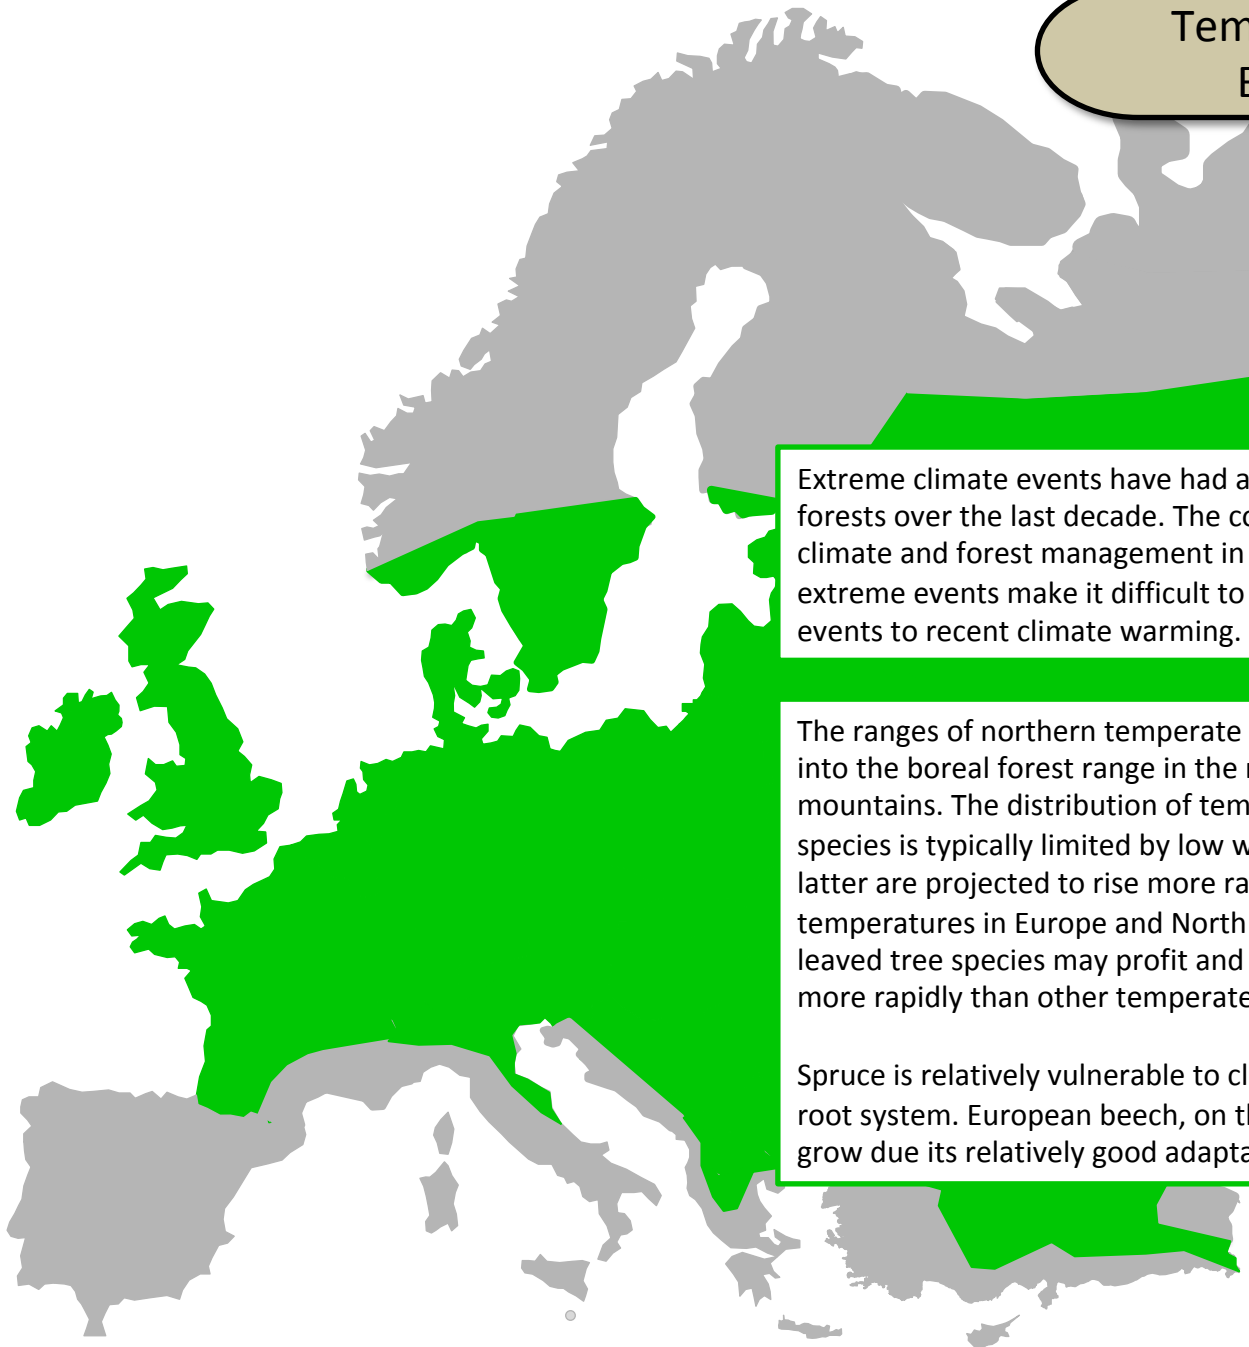 Tem
E
Extreme climate events have had a
forests over the last decade. The co
climate and forest management in
extreme events make it difficult to
events to recent climate warming.
The ranges of northern temperate
into the boreal forest range in the
mountains. The distribution of tem
species is typically limited by low w
latter are projected to rise more ra
temperatures in Europe and North
leaved tree species may profit and
more rapidly than other temperate
Spruce is relatively vulnerable to cl
root system. European beech, on th
grow due its relatively good adapta